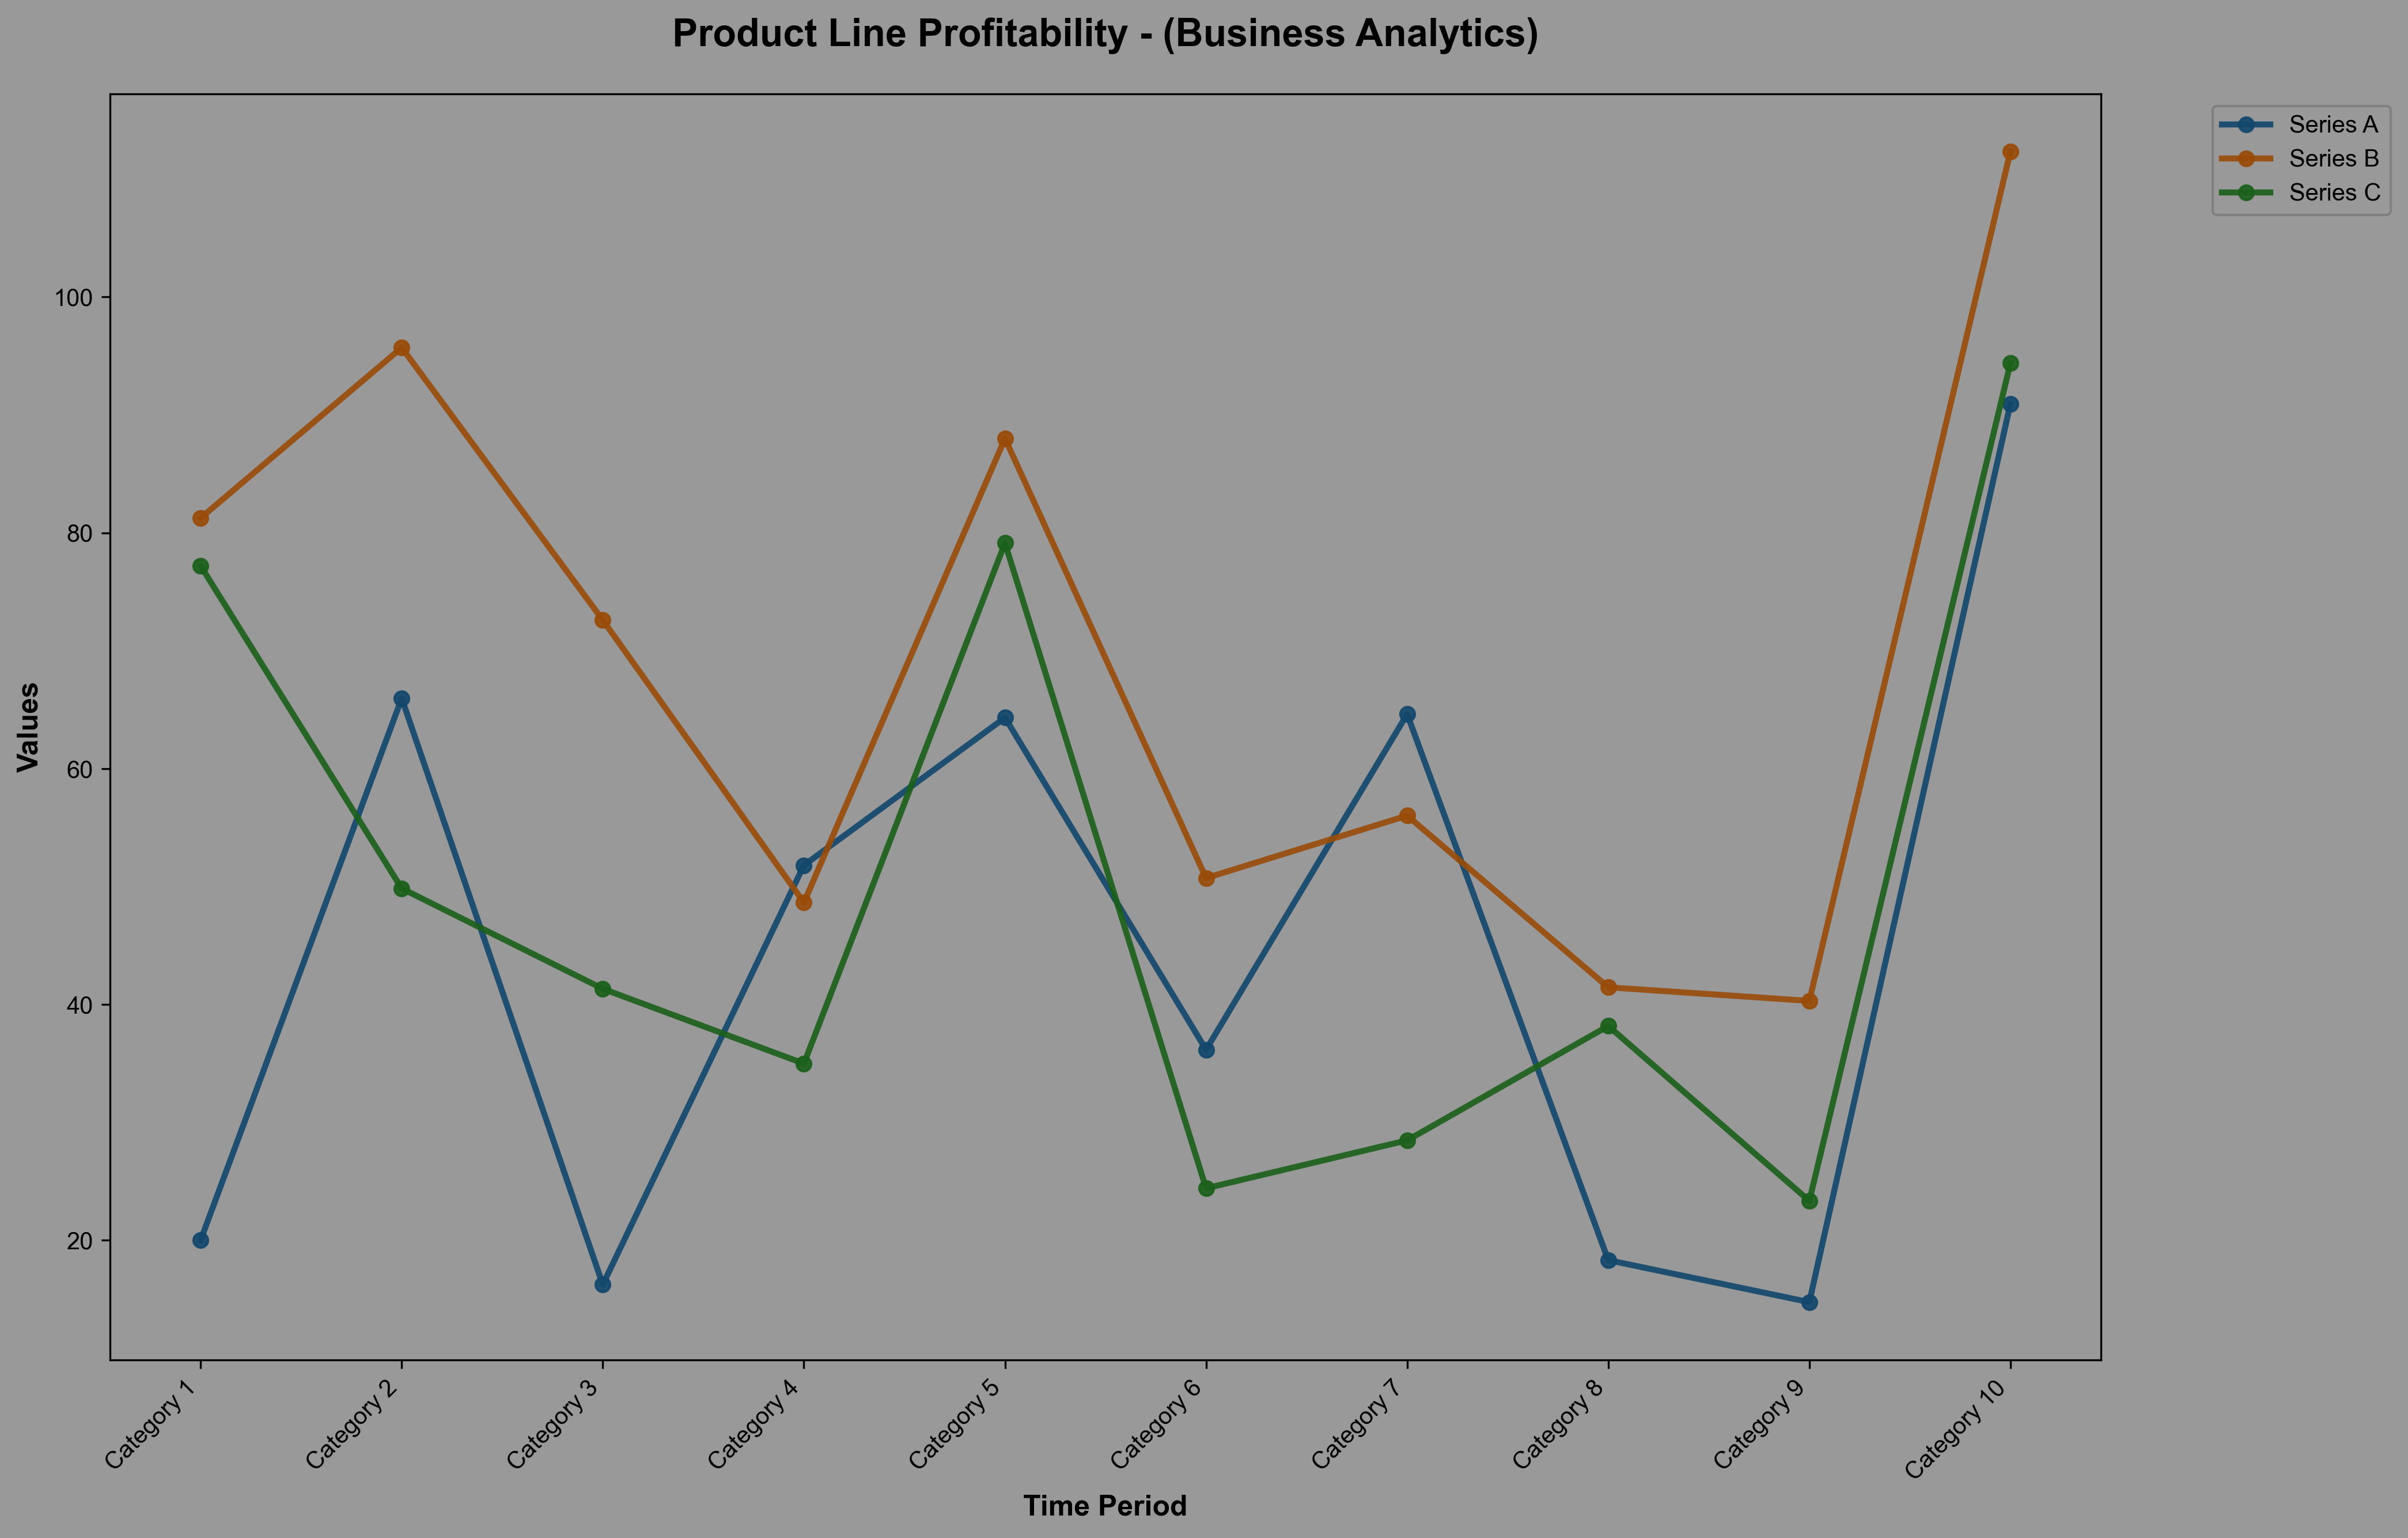 Product Line Profitability - (Business Analytics)
Series A
Series B
Series C
Values
100
80
60
40
20
Category 1
Category 2
Category 3
Category 4
Category 5
Category 6
Category 7
Category 8
Category 9
Category 10
Time Period